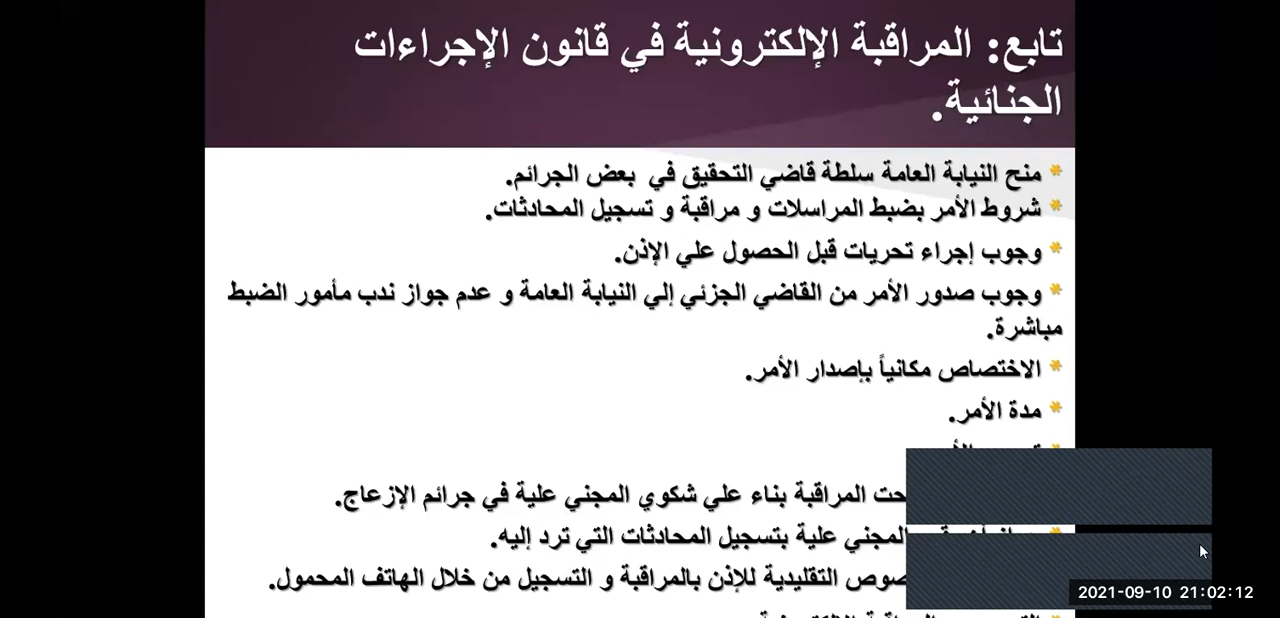 تابع: المراقبة الإلكترونية في قانون الإجراءات
الجنائية.
* منح النيابة العامة سلطة قاضي التحقيق في بعض الجرائم.
* شروط الأمر بضبط المراسلات و مراقبة و تسجيل المحادثات.
* وجوب إجراء تحريات قبل الحصول علي الإذن.
* وجوب صدور الأمر من القاضي الجزئي إلي النيابة العامة و عدم جواز ندب مأمور الضبط
مباشرة.
* الاختصاص مكانياً بإصدار الأمر.
* مدة الأمر.
المراقبة بناء علي شكوي المجني علية في جرائم الإزعاج.
المجني علية بتسجيل المحادثات التي ترد إليه.
التقليدية للإذن بالمراقبة و التسجيل من خلال الهاتف المحمول.
2021-09-10 21:02:12